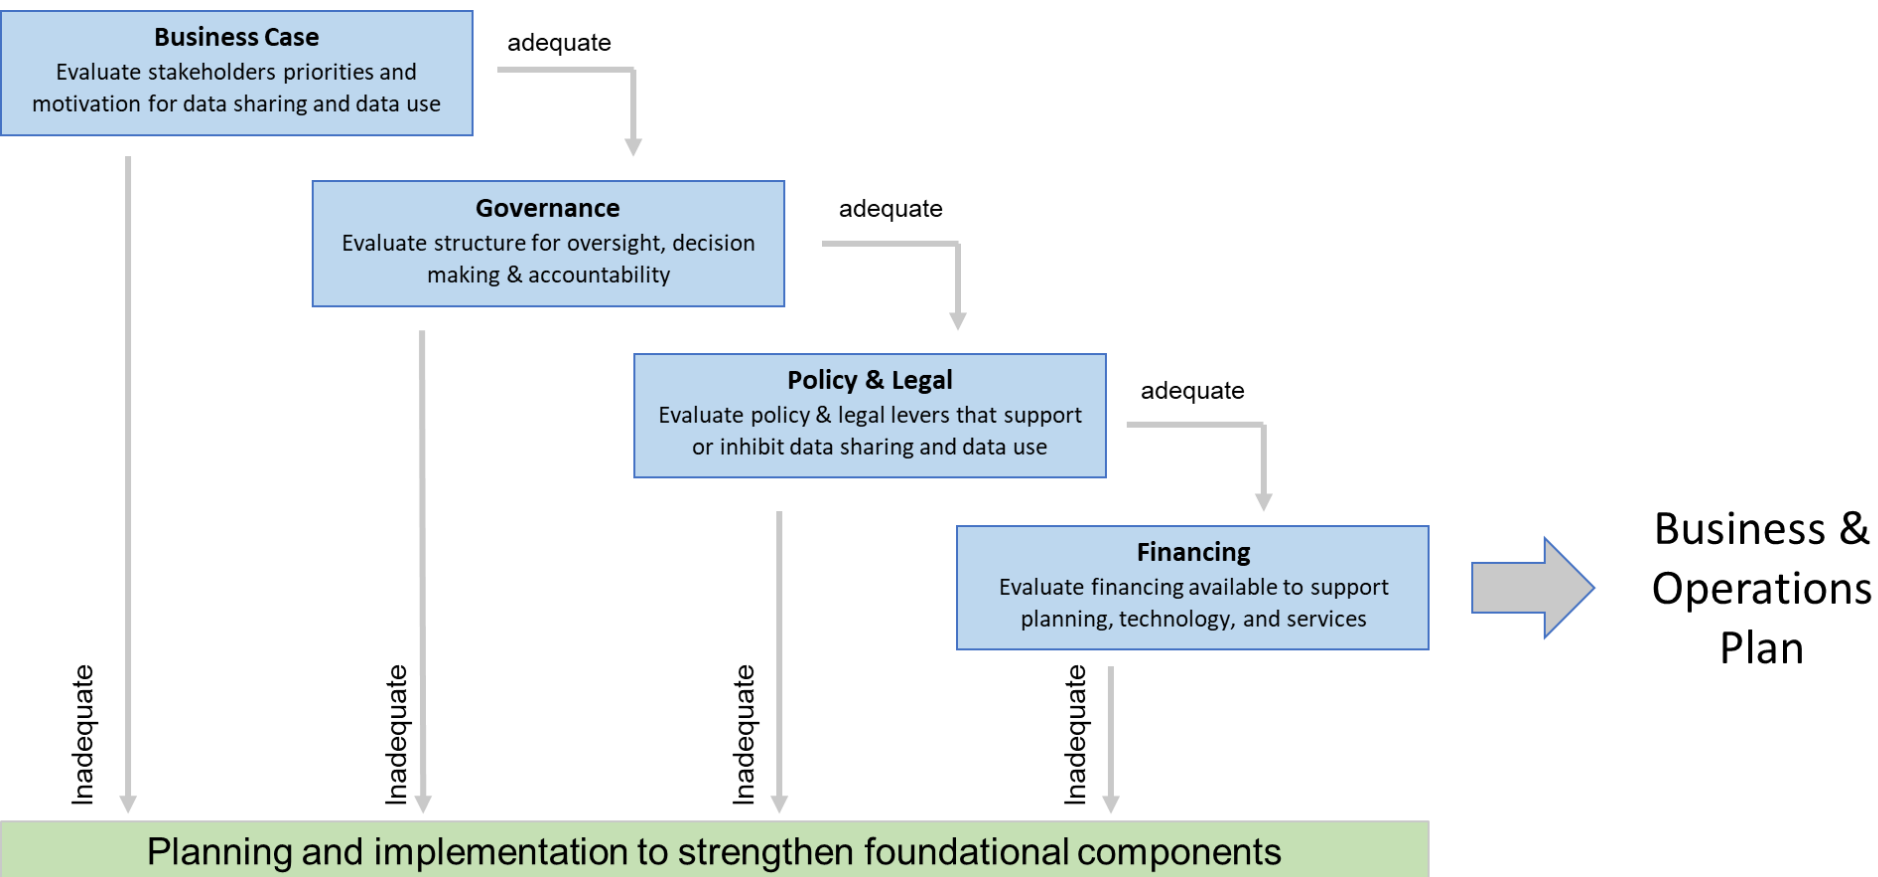 Business Case
Evaluate stakeholders priorities and
motivation for data sharing and data use
adequate
Governance
Evaluate structure for oversight, decision
making & accountability
adequate
Policy & Legal
Evaluate policy & legal levers that support
or inhibit data sharing and data use
adequate
Financing
Evaluate financing available to support
planning, technology, and services
Business &
Operations
Plan
Inadequate
Inadequate
Inadequate
Inadequate
Planning and implementation to strengthen foundational components